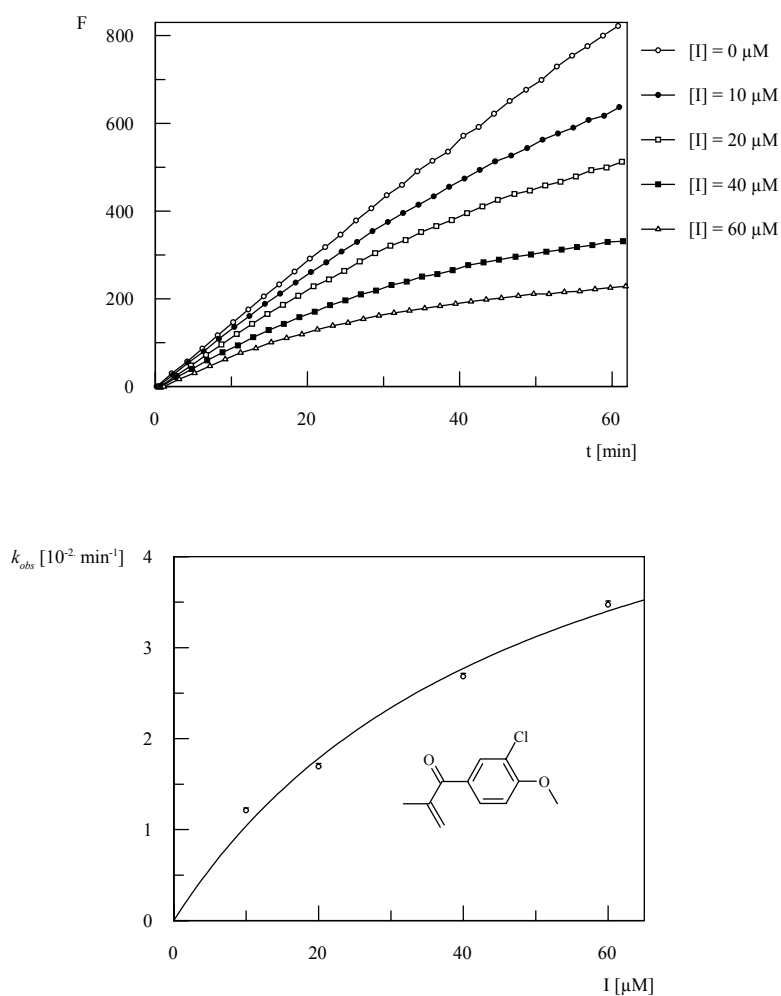 F
800
600
400
200
0
0 20 40 60
t [min]
[I] = 0 µM
[I] = 10 µM
[I] = 20 µM
[I] = 40 µM
[I] = 60 µM
k_obs [10^-2. min^-1]
4
3
2
1
0
0 20 40 60
I [µM]
Cl
O
O